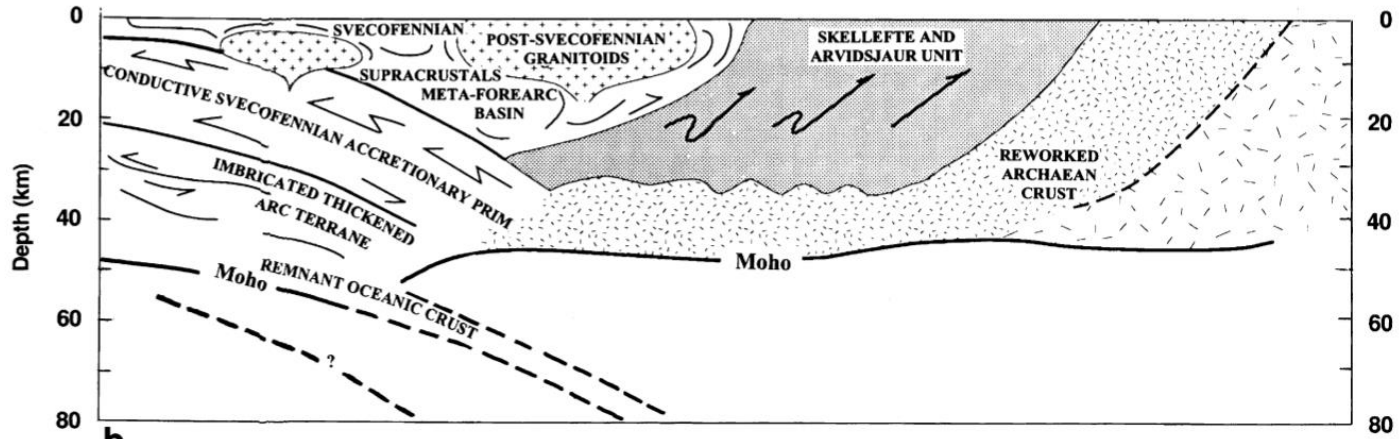 0
20
40
60
80
Depth (km)
0
20
40
60
80
SVECOFENNIAN
POST-SVECOFENNIAN
GRANITOIDS
SUPRACRUSTALS
META-FOREARC
BASIN
SKELLEFTE AND
ARVIDSJAUR UNIT
CONDUCTIVE SVECOFENNIAN ACCRETIONARY PRIM
IMBRICATED THICKENED
ARC TERRANE
REWORKED
ARCHAEAN
CRUST
Moho
Moho
REMNANT OCEANIC CRUST
?